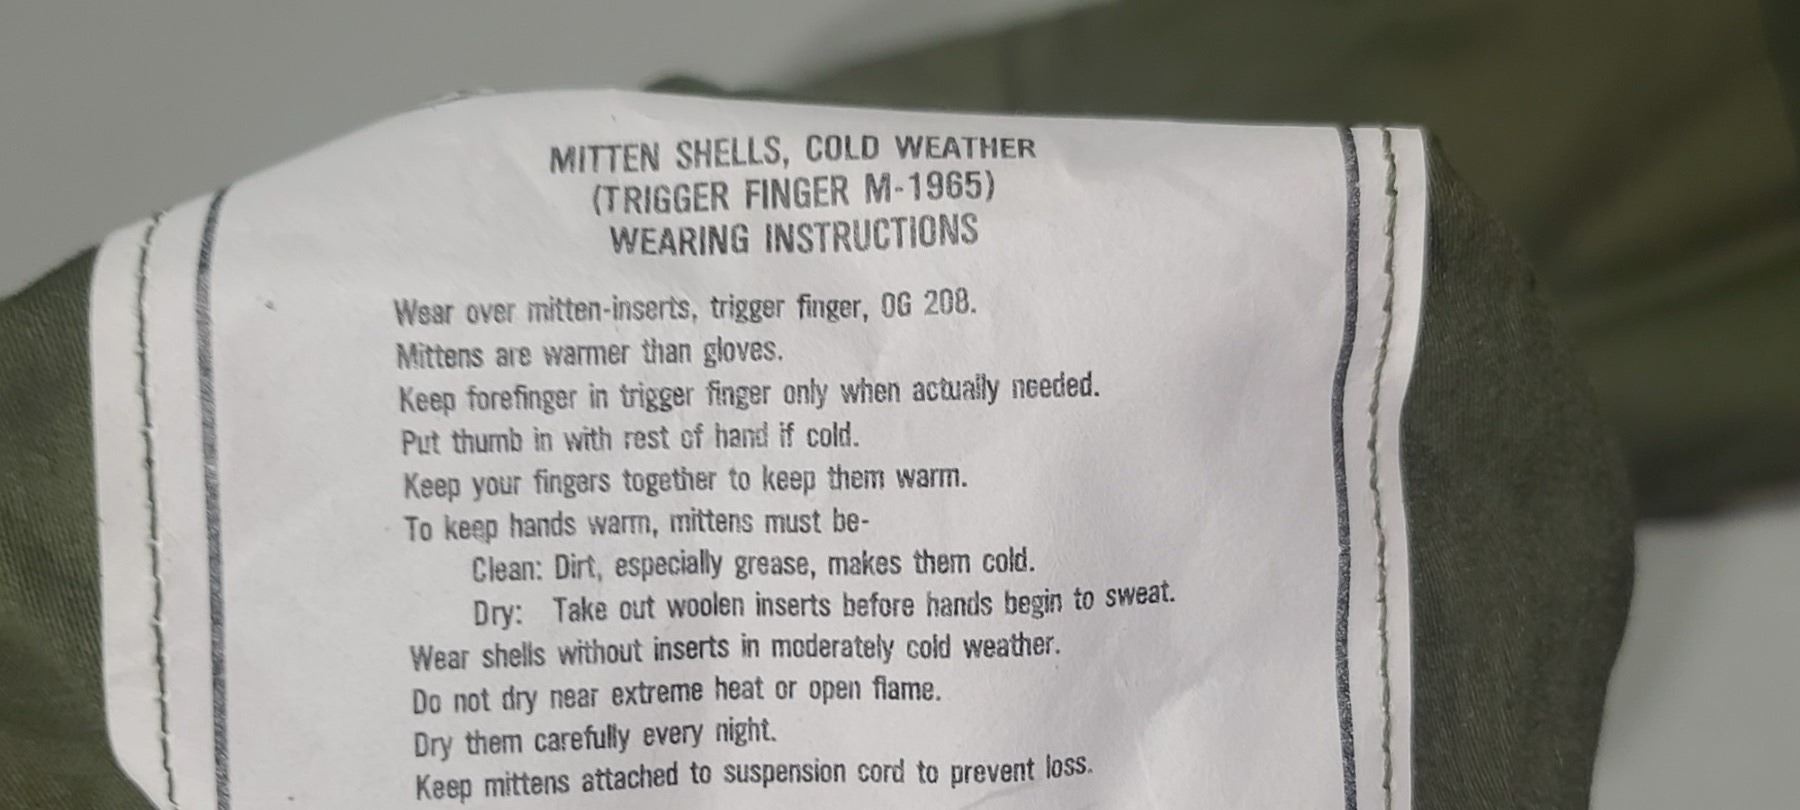 MITTEN SHELLS, COLD WEATHER
(TRIGGER FINGER M-1965)
WEARING INSTRUCTIONS
Wear over mitten-inserts, trigger finger, OG 208.
Mittens are warmer than gloves.
Keep forefinger in trigger finger only when actually needed.
Put thumb in with rest of hand if cold.
Keep your fingers together to keep them warm.
To keep hands warm, mittens must be-
Clean: Dirt, especially grease, makes them cold.
Dry: Take out woolen inserts before hands begin to sweat.
Wear shells without inserts in moderately cold weather.
Do not dry near extreme heat or open flame.
Dry them carefully every night.
Keep mittens attached to suspension cord to prevent loss.